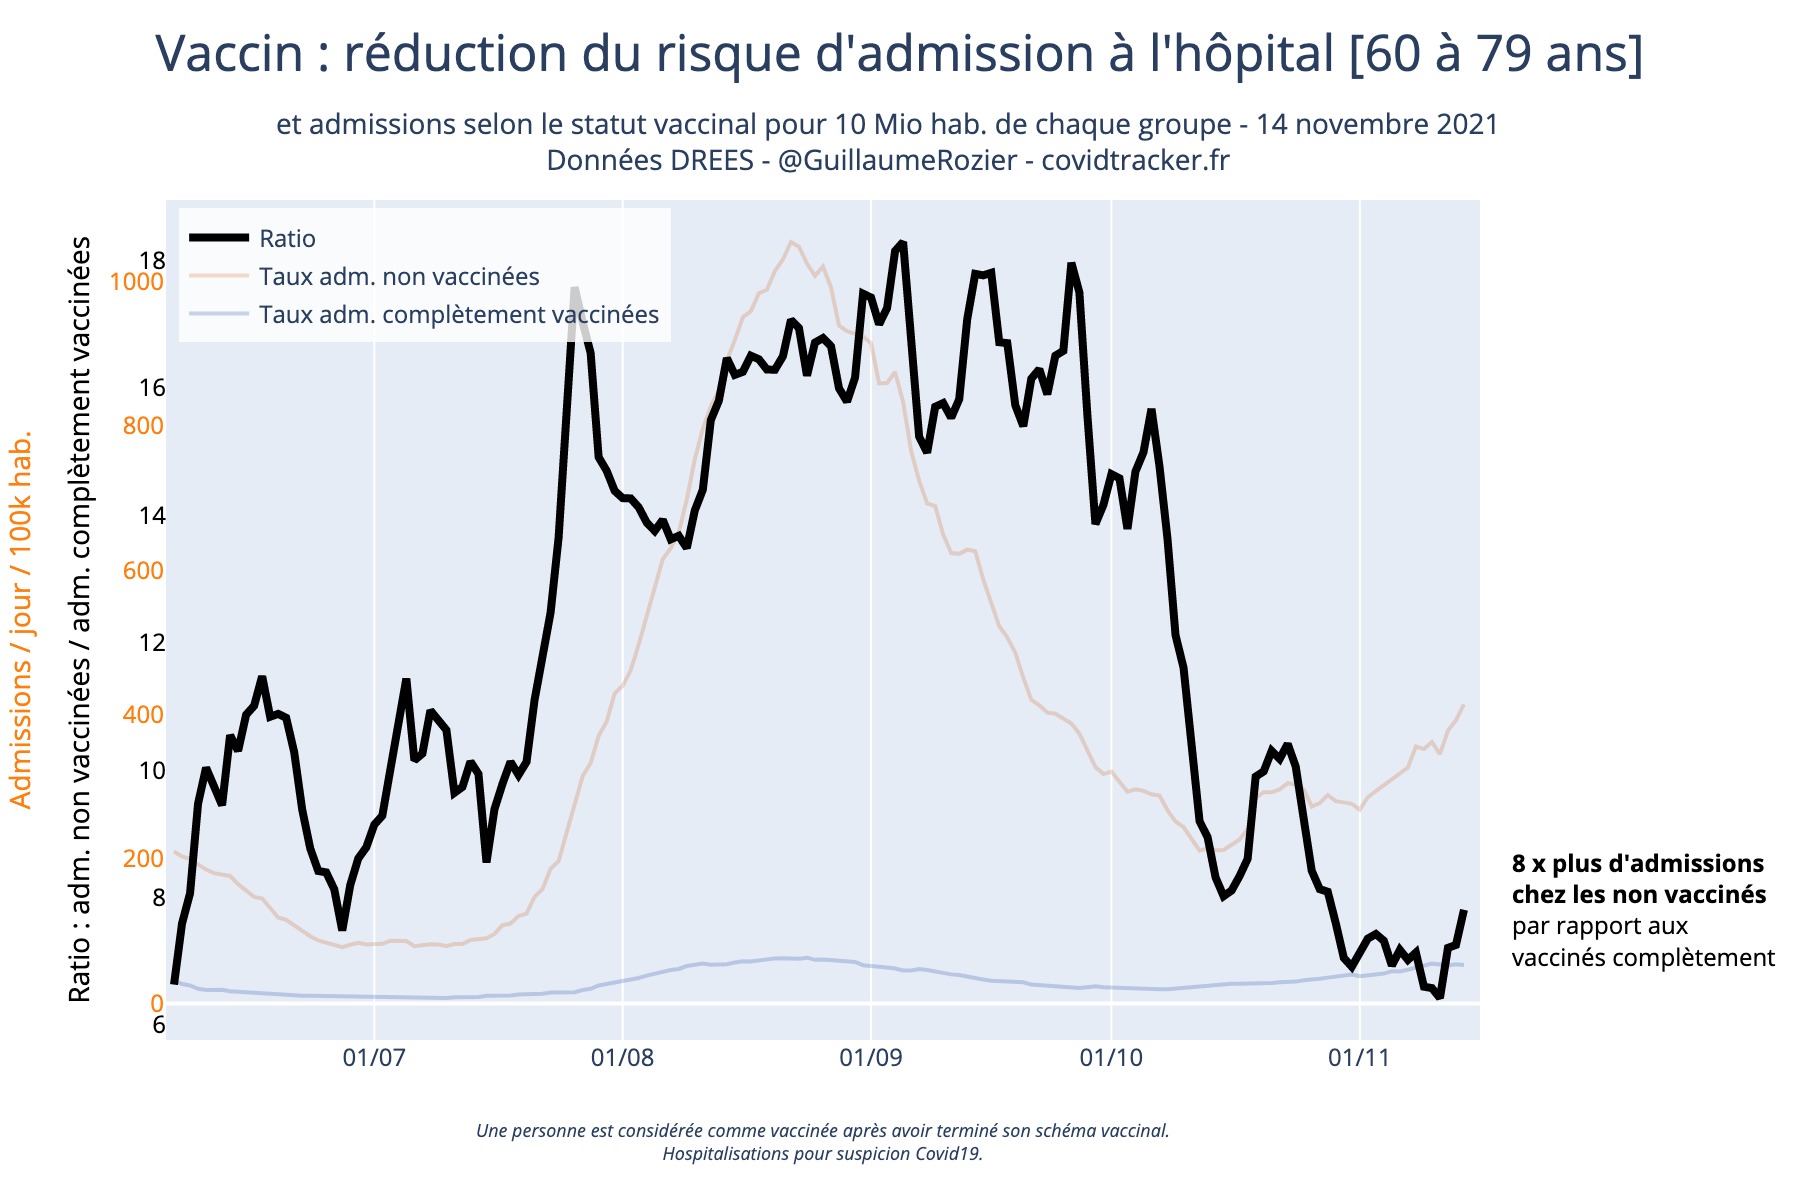 Vaccin : réduction du risque d'admission à l'hôpital [60 à 79 ans]
et admissions selon le statut vaccinal pour 10 Mio hab. de chaque groupe - 14 novembre 2021
Données DREES - @GuillaumeRozier - covidtracker.fr
Admissions / jour / 100k hab.
Ratio : adm. non vaccinées / adm. complètement vaccinées
Ratio
Taux adm. non vaccinées
Taux adm. complètement vaccinées
18
1000
16
800
14
600
12
400
10
200
8
0
6
01/07
01/08
01/09
01/10
01/11
8 x plus d'admissions
chez les non vaccinés
par rapport aux
vaccinés complètement
Une personne est considérée comme vaccinée après avoir terminé son schéma vaccinal.
Hospitalisations pour suspicion Covid19.